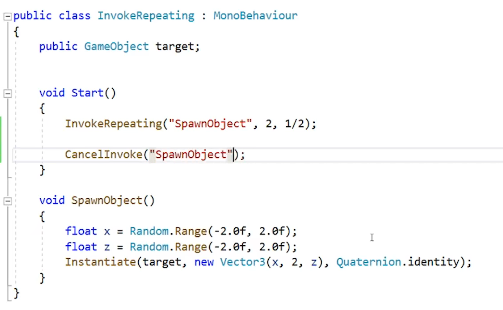 public class InvokeRepeating : MonoBehaviour
{
public GameObject target;
void Start()
{
InvokeRepeating("SpawnObject", 2, 1/2);
CancelInvoke("SpawnObject");
}
void SpawnObject()
{
float x = Random.Range(-2.0f, 2.0f);
float z = Random.Range(-2.0f, 2.0f);
Instantiate(target, new Vector3(x, 2, z), Quaternion.identity);
}
}